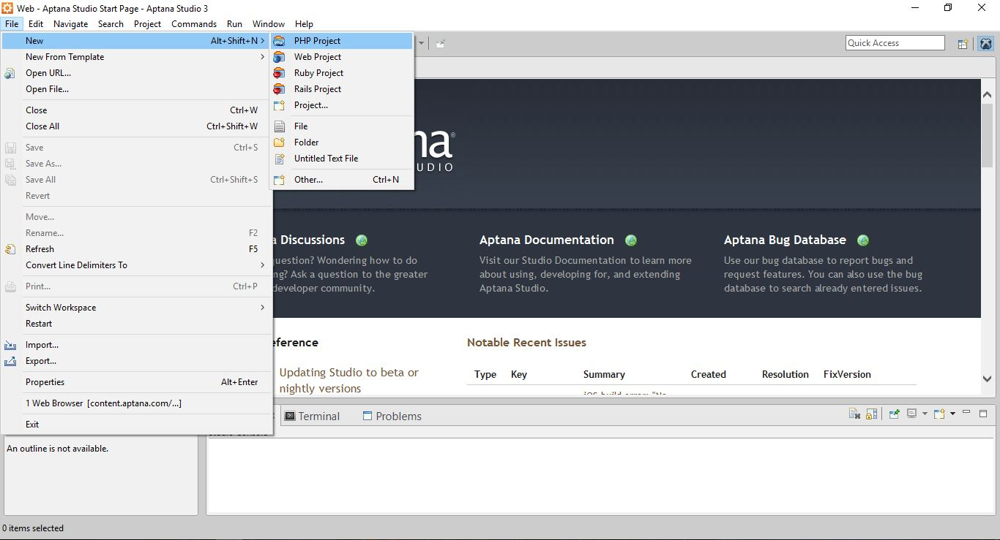 Web - Aptana Studio Start Page - Aptana Studio 3
File Edit Navigate Search Project Commands Run Window Help
New Alt+Shift+N
New From Template
Open URL...
Open File...
Close Ctrl+W
Close All Ctrl+Shift+W
Save Ctrl+S
Save As...
Save All Ctrl+Shift+S
Revert
Move...
Rename... F2
Refresh F5
Convert Line Delimiters To
Print... Ctrl+P
Switch Workspace
Restart
Import...
Export...
Properties Alt+Enter
1 Web Browser [content.aptana.com/...]
Exit
PHP Project
Web Project
Ruby Project
Rails Project
Project...
File
Folder
Untitled Text File
Other... Ctrl+N
Quick Access
na®
UDIO
a Discussions
question? Wondering how to do
ng? Ask a question to the greater
developer community.
Aptana Documentation
Visit our Studio Documentation to learn more
about using, developing for, and extending
Aptana Studio.
Aptana Bug Database
Use our bug database to report bugs and
request features. You can also use the bug
database to search already entered issues.
eference
Updating Studio to beta or
nightly versions
Notable Recent Issues
Type Key Summary Created Resolution FixVersion
iOS build error: "No
Terminal Problems
An outline is not available.
0 items selected